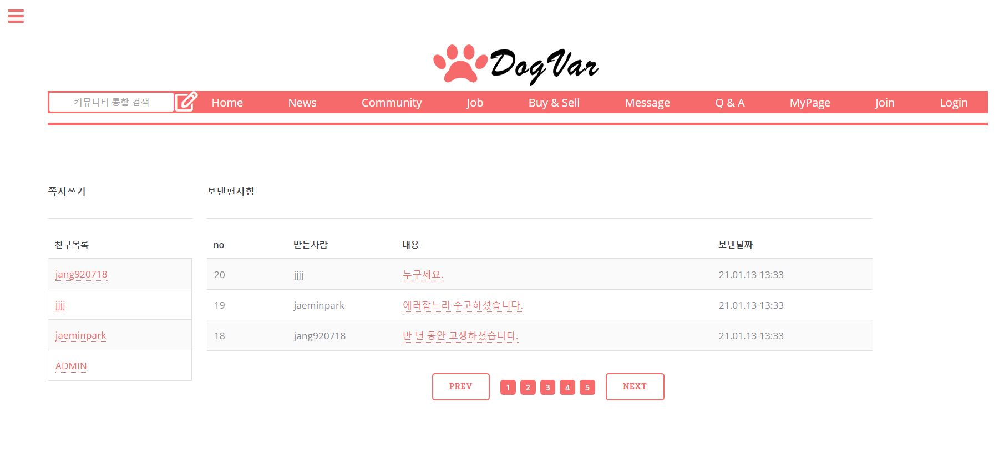 DogVar
커뮤니티 통합 검색 Home News Community Job Buy & Sell Message Q & A MyPage Join Login
쪽지쓰기 보낸편지함
친구목록 no 받는사람 내용 보낸날짜
jang920718 20 jjjj 누구세요. 21.01.13 13:33
jjjj 19 jaeminpark 에러잡느라 수고하셨습니다. 21.01.13 13:33
jaeminpark 18 jang920718 반 년 동안 고생하셨습니다. 21.01.13 13:33
ADMIN
PREV 1 2 3 4 5 NEXT